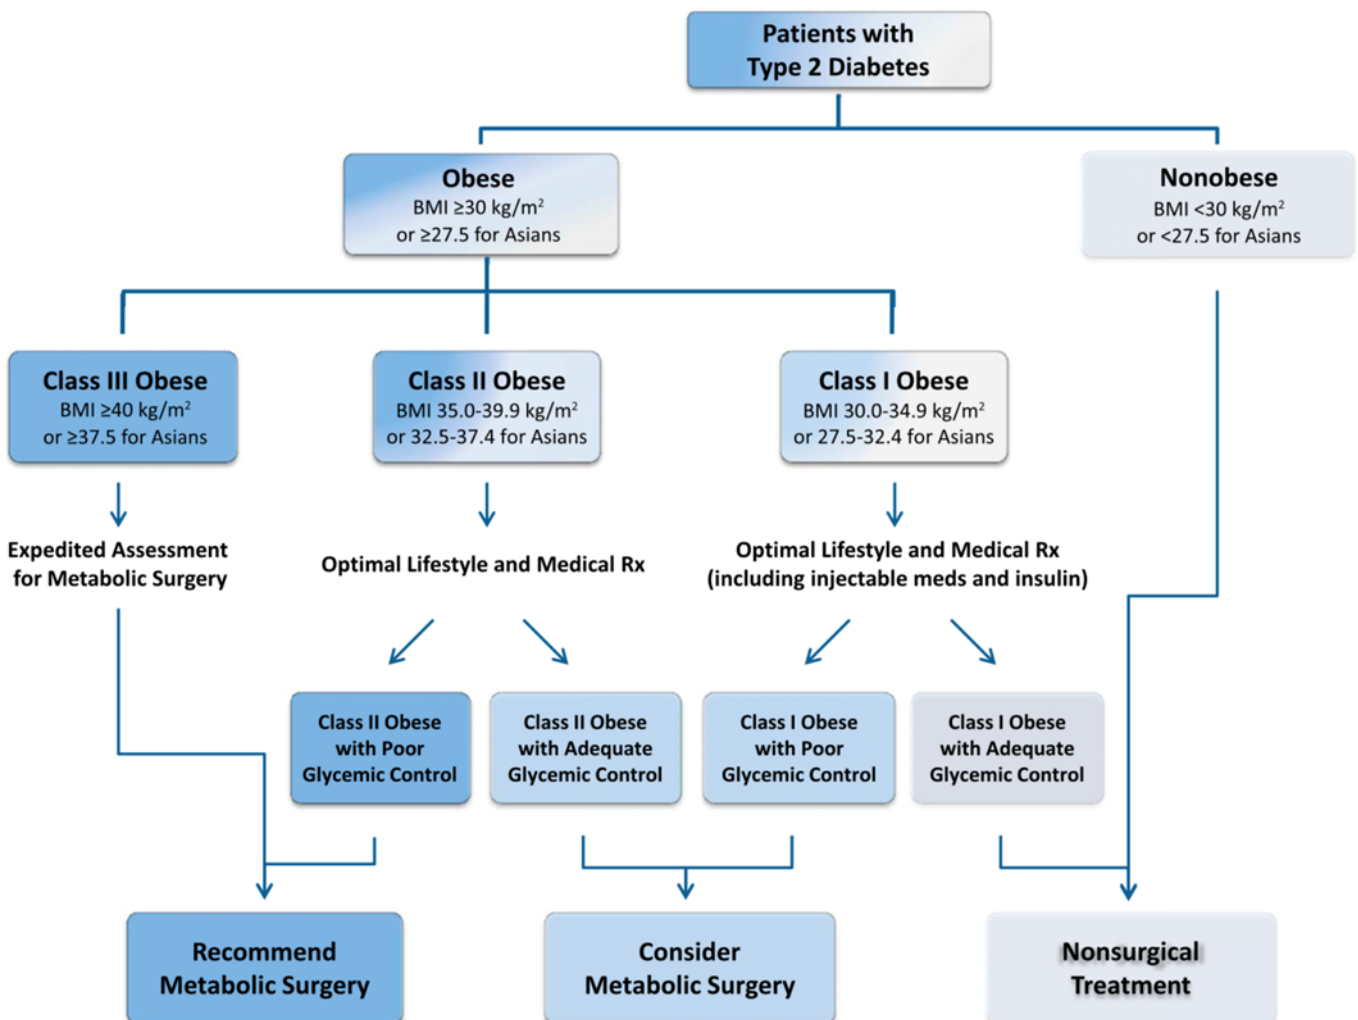 Patients with
Type 2 Diabetes
Obese
BMI ≥30 kg/m²
or ≥27.5 for Asians
Nonobese
BMI <30 kg/m²
or <27.5 for Asians
Class III Obese
BMI ≥40 kg/m²
or ≥37.5 for Asians
Class II Obese
BMI 35.0-39.9 kg/m²
or 32.5-37.4 for Asians
Class I Obese
BMI 30.0-34.9 kg/m²
or 27.5-32.4 for Asians
Expedited Assessment
for Metabolic Surgery
Optimal Lifestyle and Medical Rx
Optimal Lifestyle and Medical Rx
(including injectable meds and insulin)
Class II Obese
with Poor
Glycemic Control
Class II Obese
with Adequate
Glycemic Control
Class I Obese
with Poor
Glycemic Control
Class I Obese
with Adequate
Glycemic Control
Recommend
Metabolic Surgery
Consider
Metabolic Surgery
Nonsurgical
Treatment